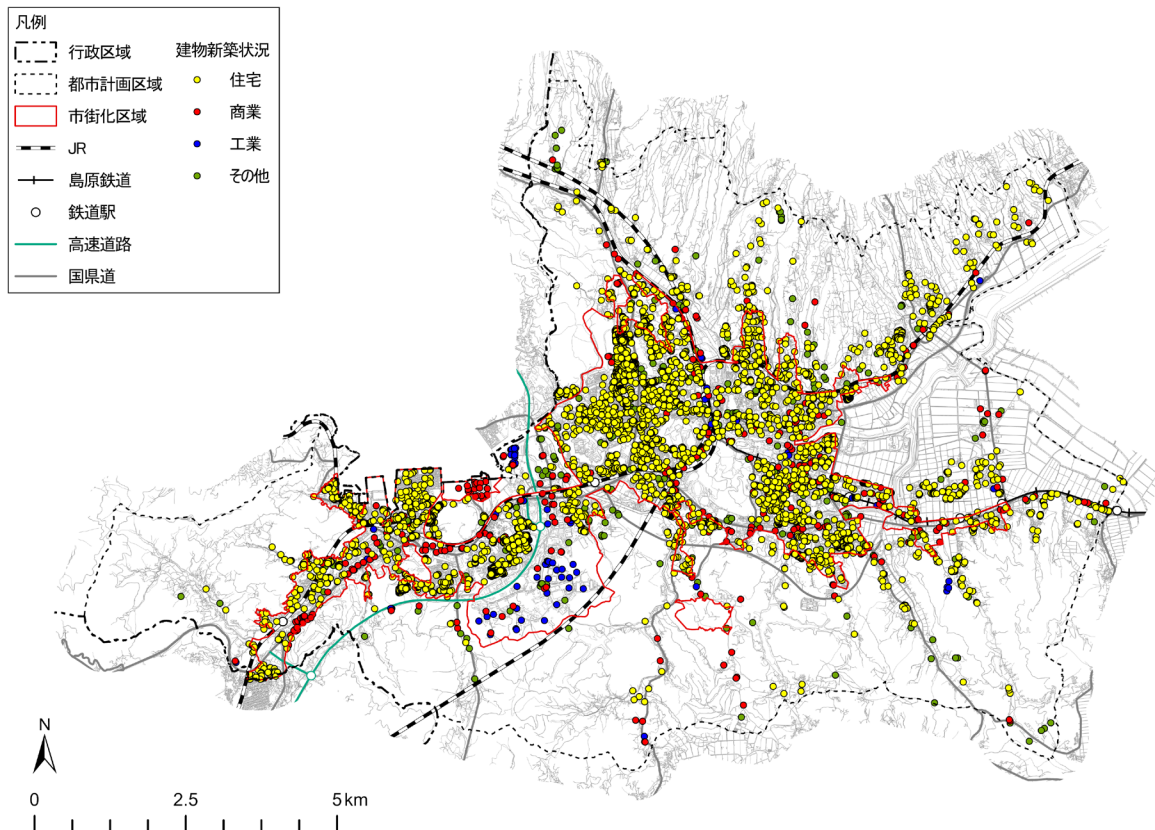 凡例
行政区域
都市計画区域
市街化区域
JR
島原鉄道
鉄道駅
高速道路
国県道
建物新築状況
住宅
商業
工業
その他
N
0 2.5 5km